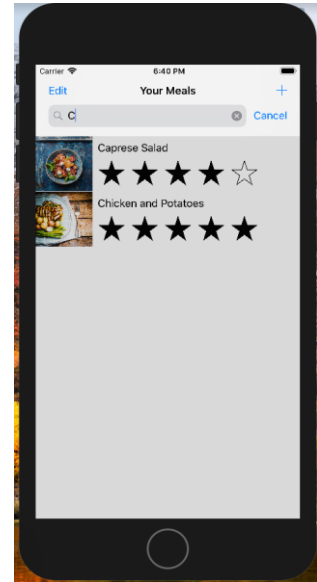 Carrier 6:40 PM
Edit Your Meals +
C Cancel
Caprese Salad
Chicken and Potatoes